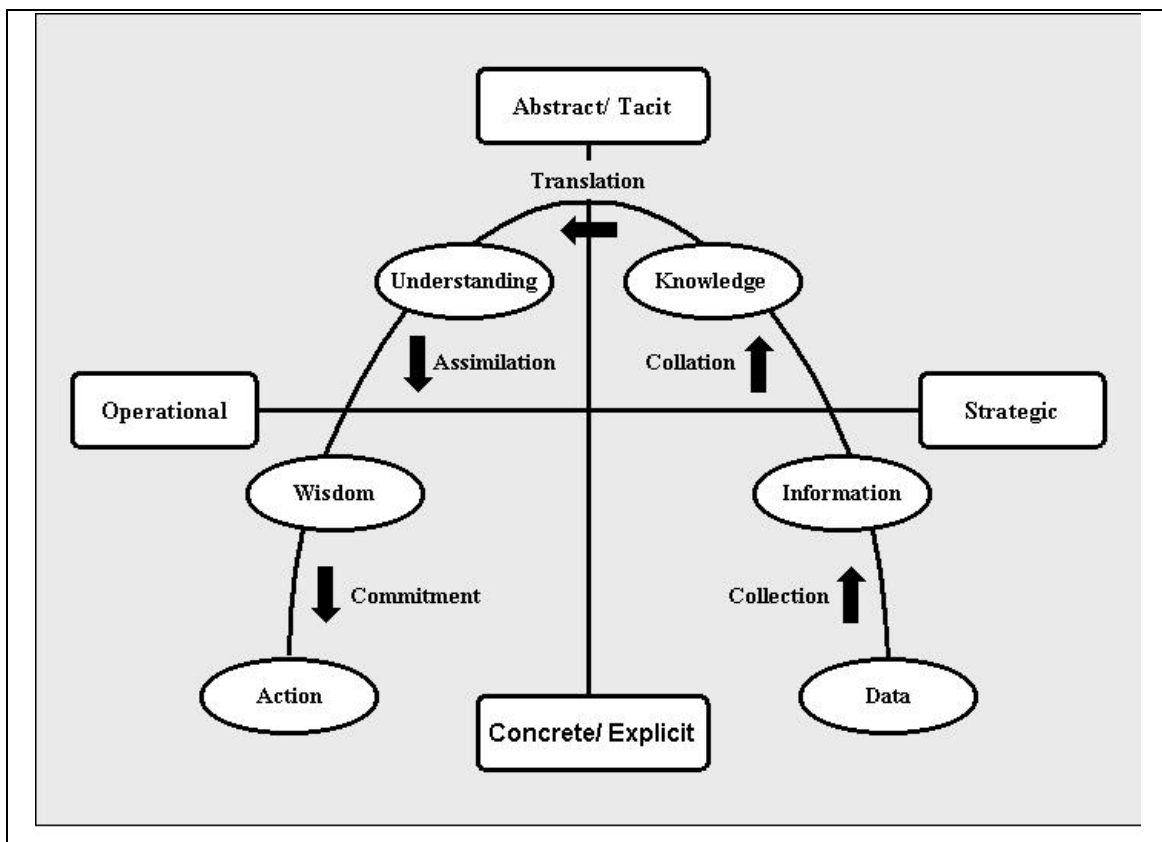 Abstract/ Tacit
Translation
Understanding
Knowledge
Assimilation
Collation
Operational
Strategic
Wisdom
Information
Commitment
Collection
Action
Data
Concrete/ Explicit